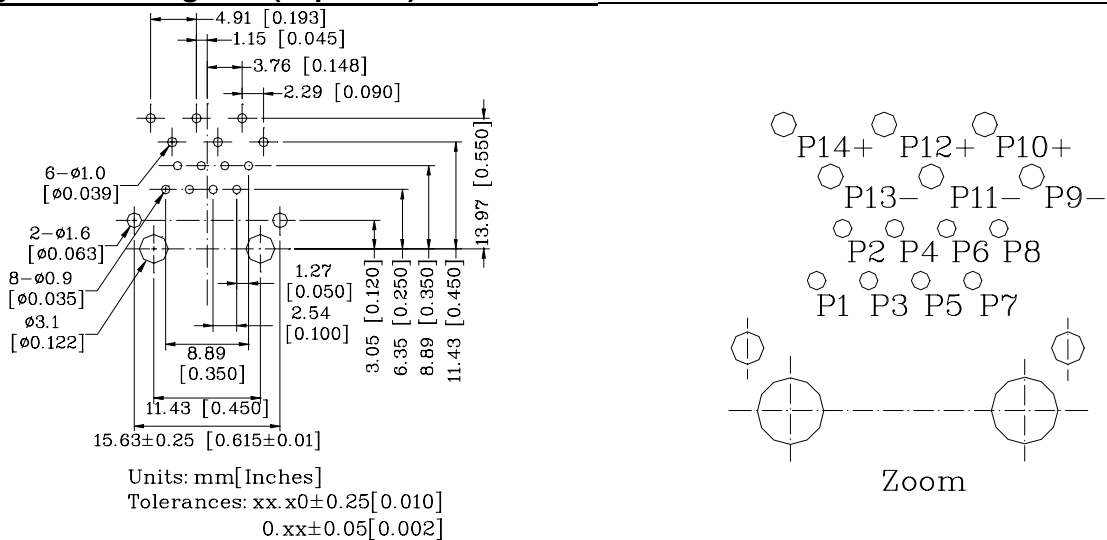 4.91 [0.193]
1.15 [0.045]
3.76 [0.148]
2.29 [0.090]
6-ø1.0
[ø0.039]
2-ø1.6
[ø0.063]
8-ø0.9
[ø0.035]
ø3.1
[ø0.122]
1.27
[0.050]
2.54
[0.100]
8.89
[0.350]
11.43 [0.450]
15.63±0.25 [0.615±0.01]
3.05 [0.120]
6.35 [0.250]
8.89 [0.350]
11.43 [0.450]
13.97 [0.550]
Units: mm[Inches]
Tolerances: xx.x0±0.25[0.010]
0.xx±0.05[0.002]
P14+ P12+ P10+
P13- P11- P9-
P2 P4 P6 P8
P1 P3 P5 P7
Zoom